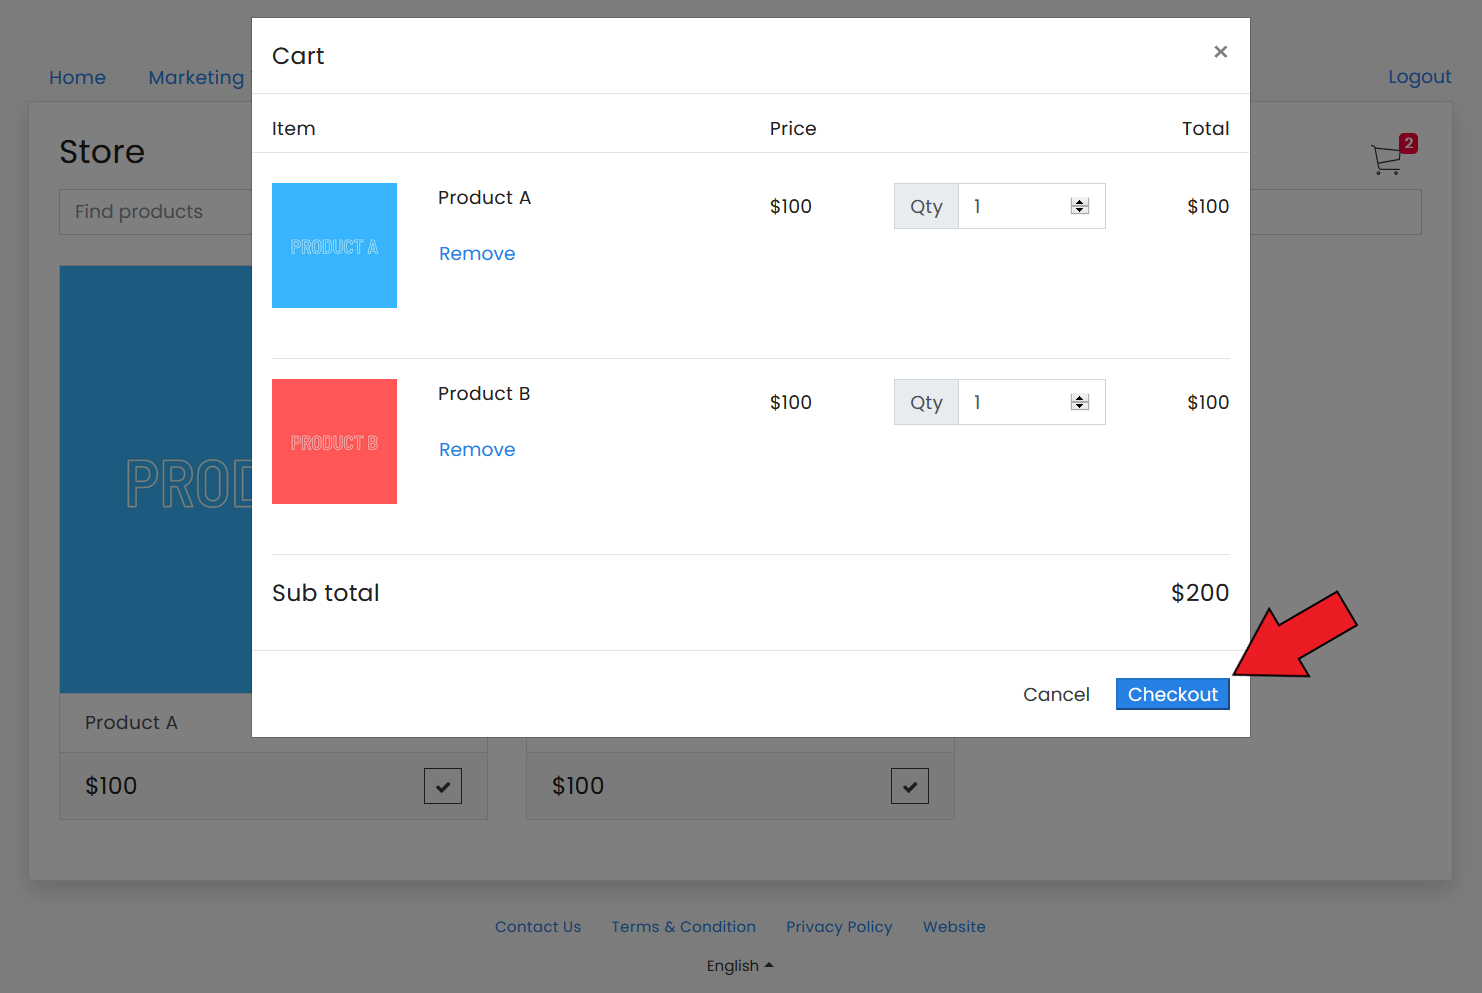 Cart ×
Home Marketing Logout
Item Price Total
Store 2
Find products
PRODUCT A Product A $100 Qty 1 $100
Remove
PRODUCT B Product B $100 Qty 1 $100
Remove
Sub total $200
Cancel Checkout
Product A
$100 $100
Contact Us Terms & Condition Privacy Policy Website
English